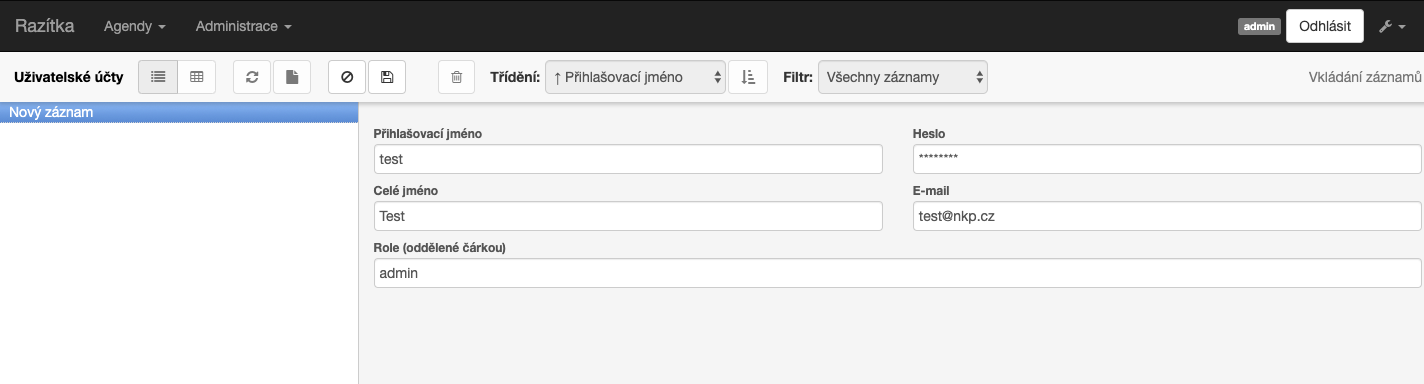 Razítka Agendy Administrace admin Odhlásit
Uživatelské účty Třídění: ↑ Přihlašovací jméno Filtr: Všechny záznamy Vkládání záznamů
Nový záznam
Přihlašovací jméno Heslo
test ********
Celé jméno E-mail
Test test@nkp.cz
Role (oddělené čárkou)
admin